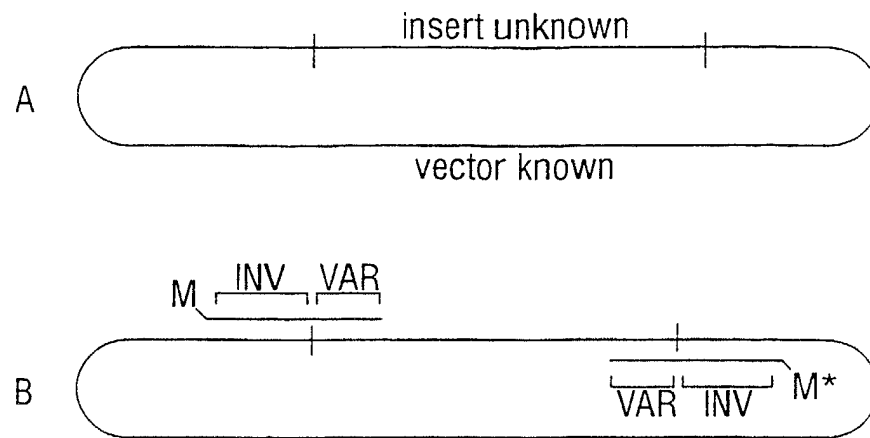 insert unknown
A
vector known
INV VAR
M
B
M*
VAR INV